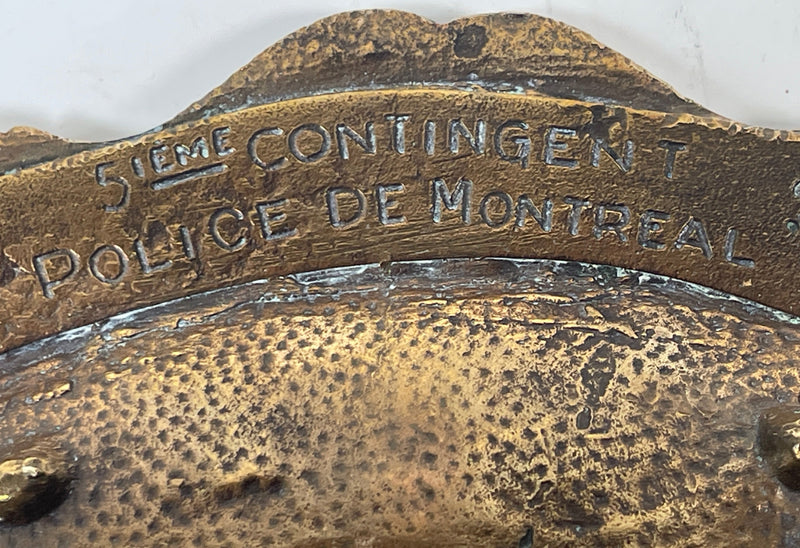 5IEME CONTINGENT
POLICE DE MONTREAL